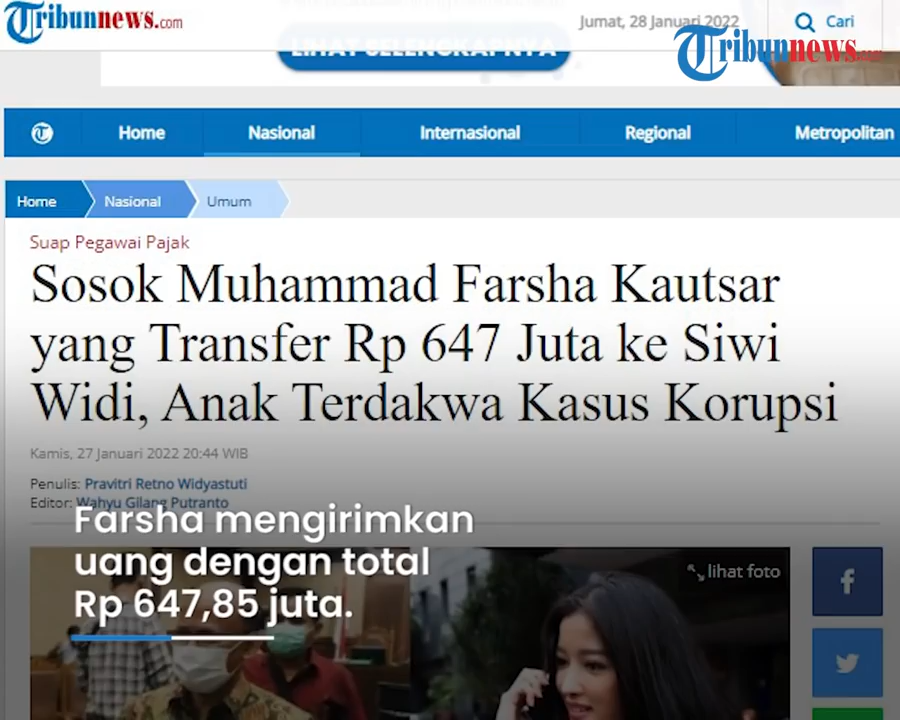 Tribunnews.com
Jumat, 28 Januari 2022
Cari
LIHAT SELENGKAPNYA
Tribunnews.com
Home
Nasional
Internasional
Regional
Metropolitan
Home
Nasional
Umum
Suap Pegawai Pajak
Sosok Muhammad Farsha Kautsar
yang Transfer Rp 647 Juta ke Siwi
Widi, Anak Terdakwa Kasus Korupsi
Kamis, 27 Januari 2022 20:44 WIB
Penulis: Pravitri Retno Widyastuti
Editor: Wahyu Gilang Putranto
Farsha mengirimkan
uang dengan total
Rp 647,85 juta.
lihat foto